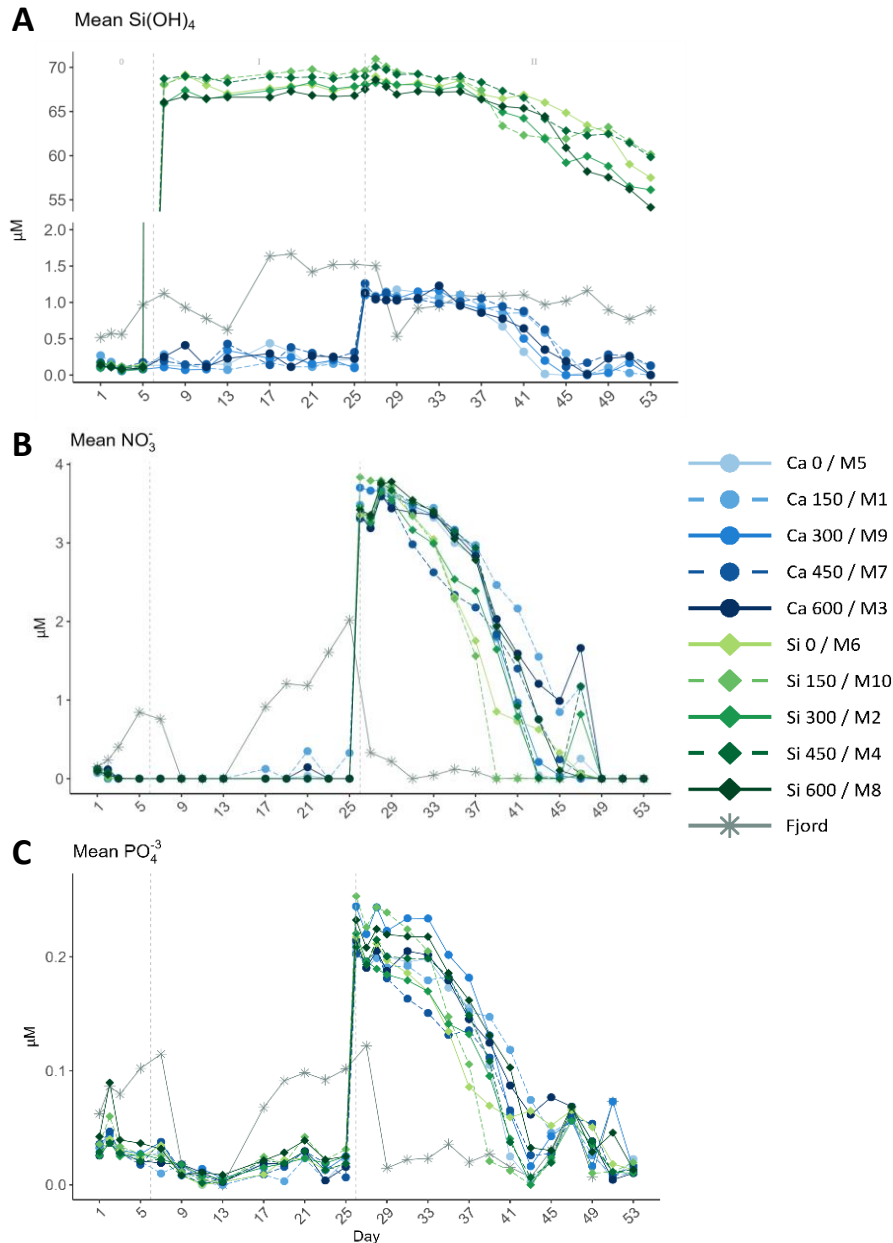 A
Mean Si(OH)4
0
I
II
70
65
60
55
µM
2.0
1.5
1.0
0.5
0.0
1 5 9 13 17 21 25 29 33 37 41 45 49 53
B
Mean NO3-
4
3
2
1
0
µM
1 5 9 13 17 21 25 29 33 37 41 45 49 53
Ca 0 / M5
Ca 150 / M1
Ca 300 / M9
Ca 450 / M7
Ca 600 / M3
Si 0 / M6
Si 150 / M10
Si 300 / M2
Si 450 / M4
Si 600 / M8
Fjord
C
Mean PO4-3
0.2
0.1
0.0
µM
1 5 9 13 17 21 25 29 33 37 41 45 49 53
Day